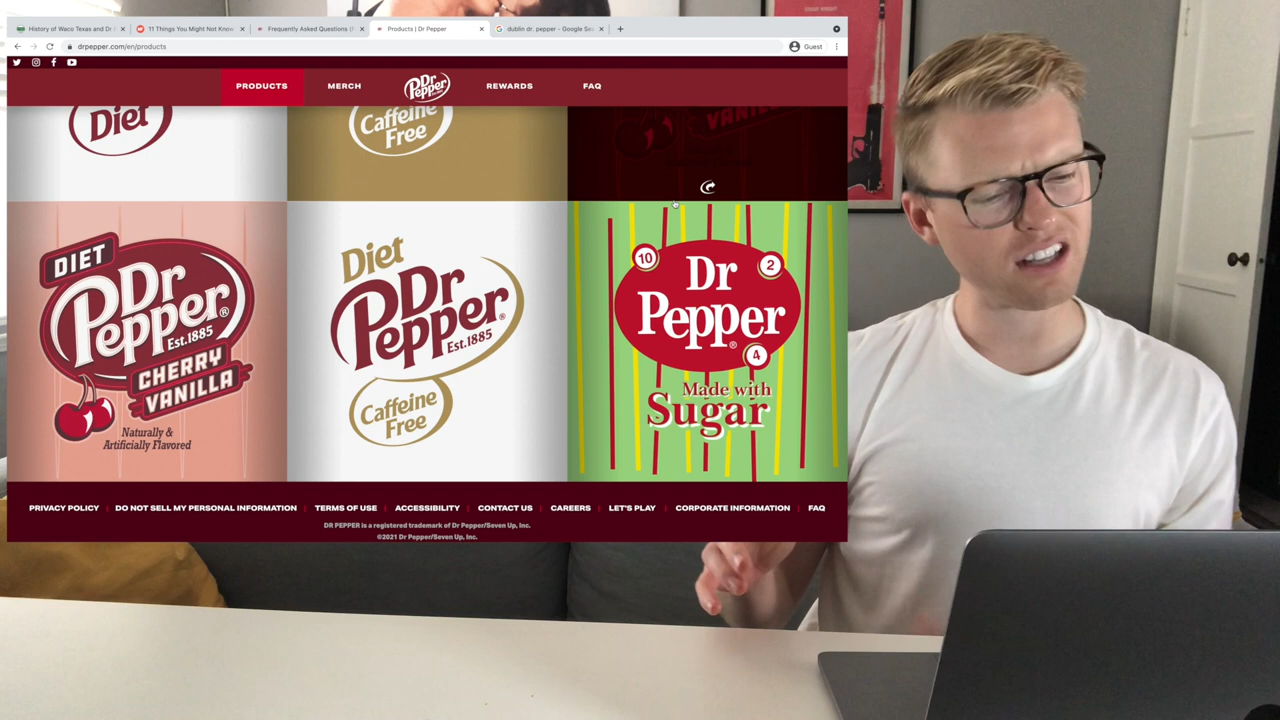 History of Waco Texas and Dr
11 Things You Might Not Know
Frequently Asked Questions (
Products | Dr Pepper
dublin dr. pepper - Google Se
drpepper.com/en/products
Guest
PRODUCTS
MERCH
Dr
Pepper
REWARDS
FAQ
Diet
Caffeine
Free
VANILLA
DIET
Dr
Pepper®
Est.1885
CHERRY
VANILLA
Naturally &
Artificially Flavored
Diet
Dr
Pepper®
Est.1885
Caffeine
Free
10
2
4
Dr
Pepper®
Made with
Sugar
PRIVACY POLICY | DO NOT SELL MY PERSONAL INFORMATION | TERMS OF USE | ACCESSIBILITY | CONTACT US | CAREERS | LET'S PLAY | CORPORATE INFORMATION | FAQ
DR PEPPER is a registered trademark of Dr Pepper/Seven Up, Inc.
©2021 Dr Pepper/Seven Up, Inc.